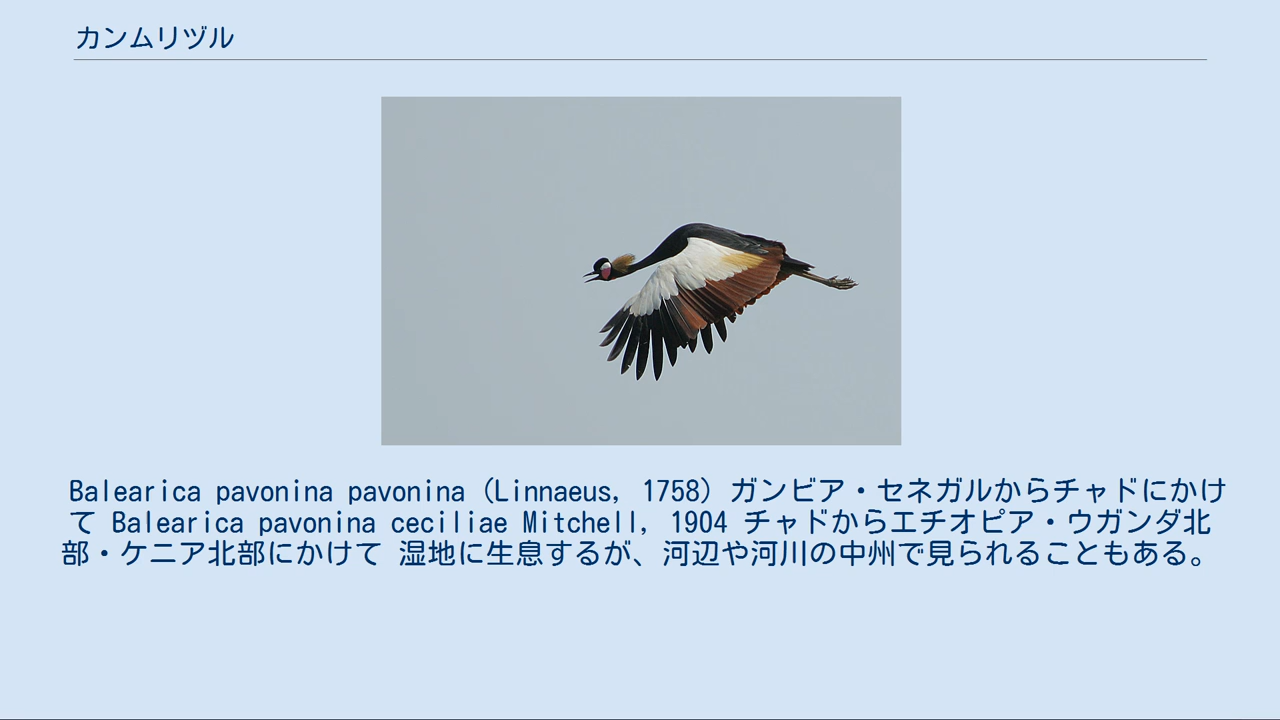 カンムリヅル
Balearica pavonina pavonina (Linnaeus, 1758) ガンビア・セネガルからチャドにかけ
て Balearica pavonina ceciliae Mitchell, 1904 チャドからエチオピア・ウガンダ北
部・ケニア北部にかけて 湿地に生息するが、河辺や河川の中州で見られることもある。